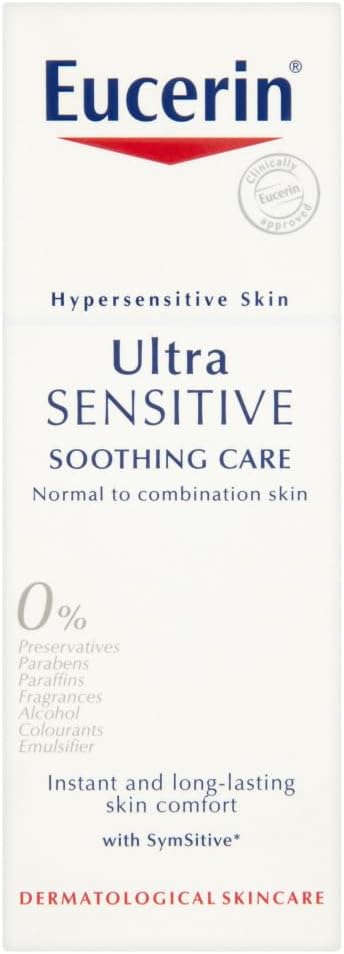 Eucerin®
Clinically
Eucerin
approved
Hypersensitive Skin
Ultra
SENSITIVE
SOOTHING CARE
Normal to combination skin
0%
Preservatives
Parabens
Paraffins
Fragrances
Alcohol
Colourants
Emulsifier
Instant and long-lasting
skin comfort
with SymSitive*
DERMATOLOGICAL SKINCARE